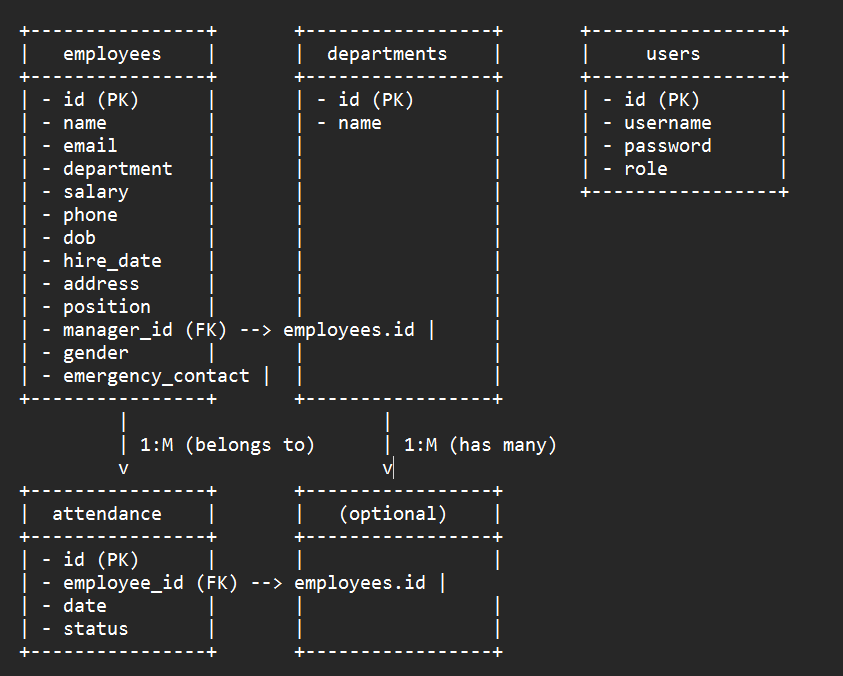 +----------------+       +-----------------+       +-----------------+
|   employees    |       |  departments    |       |     users       |
+----------------+       +-----------------+       +-----------------+
| - id (PK)      |       | - id (PK)       |       | - id (PK)       |
| - name         |       | - name          |       | - username      |
| - email        |       |                 |       | - password      |
| - department   |       |                 |       | - role          |
| - salary       |       |                 |       +-----------------+
| - phone        |       |                 |
| - dob          |       |                 |
| - hire_date    |       |                 |
| - address      |       |                 |
| - position     |       |                 |
| - manager_id (FK) --> employees.id |     |
| - gender       |       |                 |
| - emergency_contact |  |                 |
+----------------+       +-----------------+
         |                       |
         | 1:M (belongs to)      | 1:M (has many)
         v                       v
+----------------+       +-----------------+
|  attendance    |       |   (optional)    |
+----------------+       +-----------------+
| - id (PK)      |       |                 |
| - employee_id (FK) --> employees.id |
| - date         |       |                 |
| - status       |       |                 |
+----------------+       +-----------------+